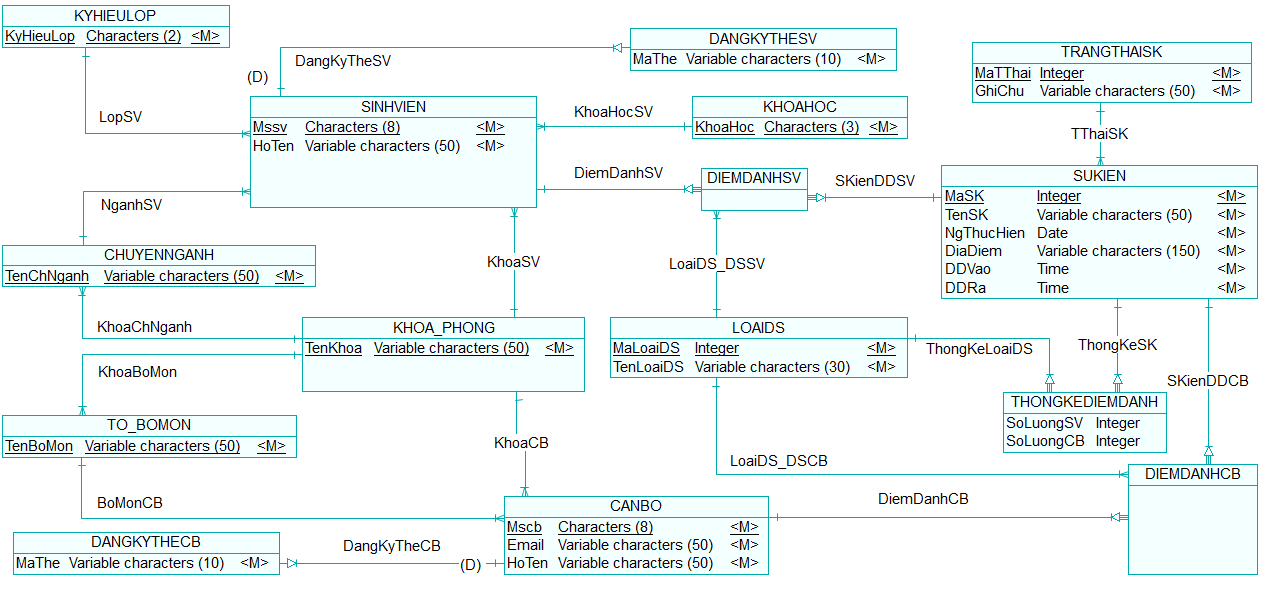 KYHIEULOP
KyHieuLop Characters (2) <M>
DangKyTheSV
(D)
LopSV
DANGKYTHESV
MaThe Variable characters (10) <M>
TRANGTHAISK
MaTThai Integer <M>
GhiChu Variable characters (50) <M>
TThaiSK
SINHVIEN
Mssv Characters (8) <M>
HoTen Variable characters (50) <M>
KhoaHocSV
KHOAHOC
KhoaHoc Characters (3) <M>
DiemDanhSV
DIEMDANHSV
SKienDDSV
SUKIEN
MaSK Integer <M>
TenSK Variable characters (50) <M>
NgThucHien Date <M>
DiaDiem Variable characters (150) <M>
DDVao Time <M>
DDRa Time <M>
NganhSV
CHUYENNGANH
TenChNganh Variable characters (50) <M>
KhoaSV
LoaiDS_DSSV
KhoaChNganh
KHOA_PHONG
TenKhoa Variable characters (50) <M>
LOAIDS
MaLoaiDS Integer <M>
TenLoaiDS Variable characters (30) <M>
ThongKeLoaiDS
ThongKeSK
SKienDDCB
THONGKEDIEMDANH
SoLuongSV Integer
SoLuongCB Integer
KhoaBoMon
TO_BOMON
TenBoMon Variable characters (50) <M>
KhoaCB
LoaiDS_DSCB
DIEMDANHCB
BoMonCB
CANBO
Mscb Characters (8) <M>
Email Variable characters (50) <M>
HoTen Variable characters (50) <M>
DiemDanhCB
DANGKYTHECB
MaThe Variable characters (10) <M>
DangKyTheCB
(D)